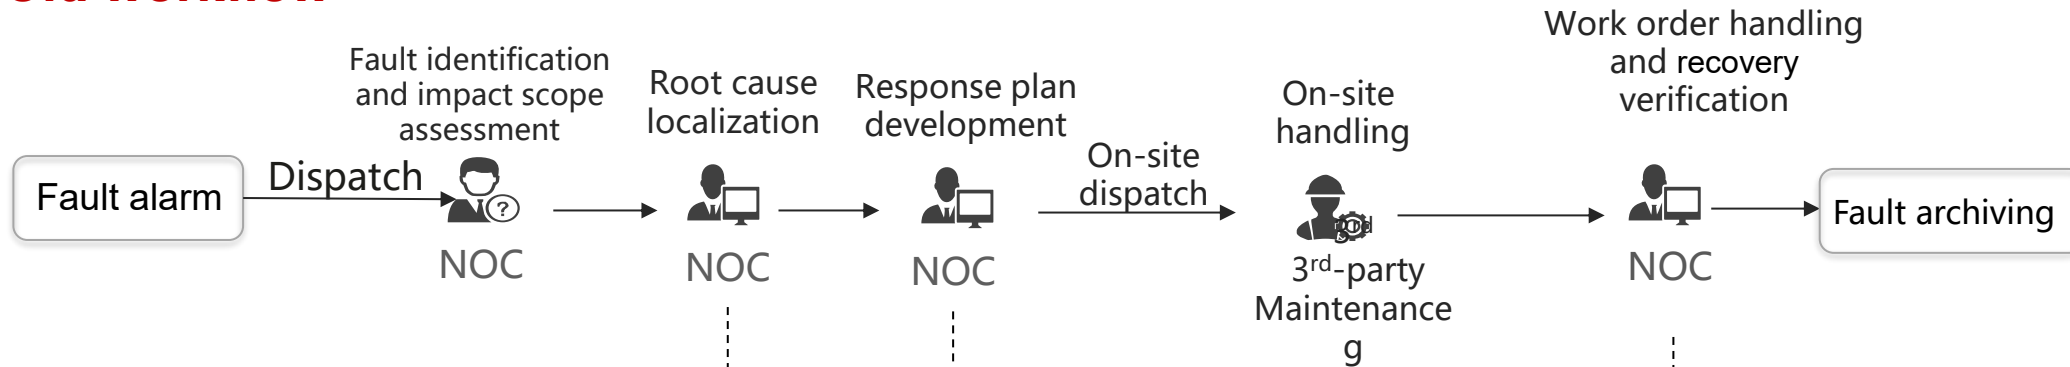 Fault alarm
Dispatch
Fault identification
and impact scope
assessment
?
NOC
Root cause
localization
NOC
Response plan
development
NOC
On-site
dispatch
On-site
handling
3rd
3rd-party
Maintenance
g
Work order handling
and recovery
verification
NOC
Fault archiving